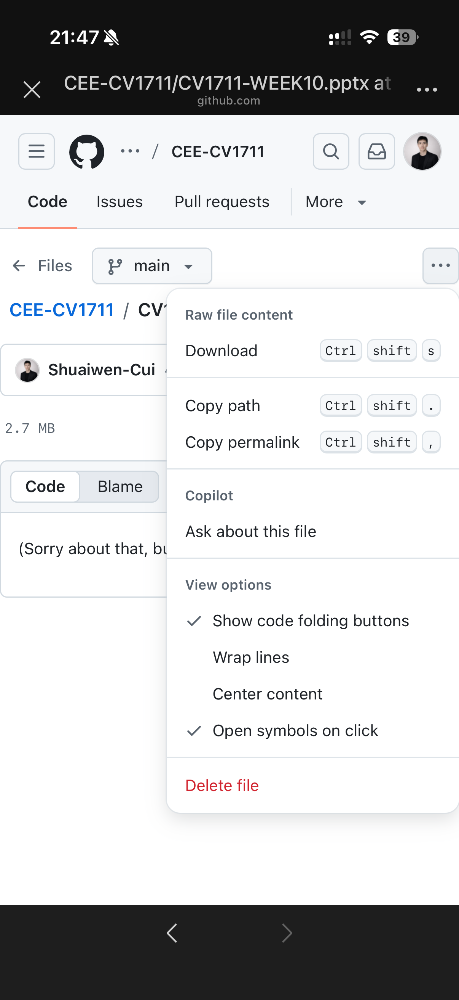 21:47
39
CEE-CV1711/CV1711-WEEK10.pptx at
github.com
/ CEE-CV1711
Code Issues Pull requests More
Files main
CEE-CV1711 /
Raw file content
Download Ctrl shift s
Shuaiwen-Cui
Copy path Ctrl shift .
2.7 MB
Copy permalink Ctrl shift ,
Code Blame
Copilot
Ask about this file
(Sorry about that,
View options
Show code folding buttons
Wrap lines
Center content
Open symbols on click
Delete file